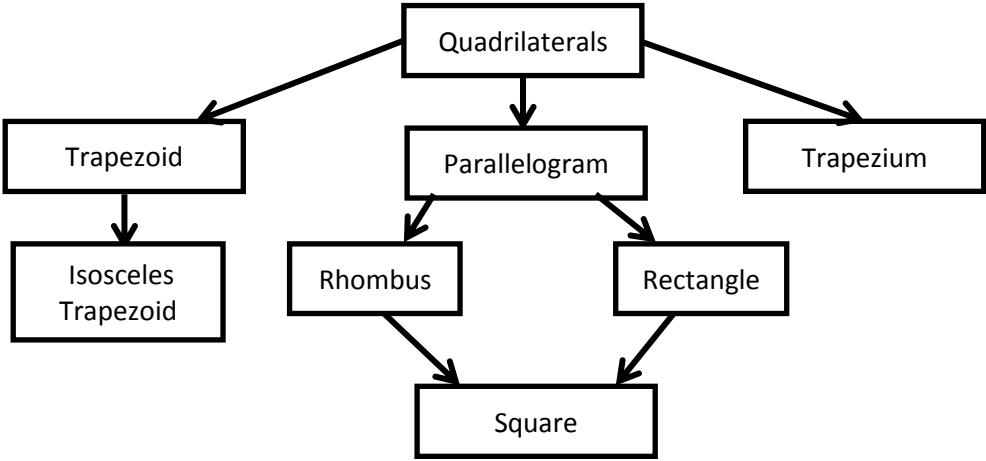 Quadrilaterals
Trapezoid
Parallelogram
Trapezium
Isosceles
Trapezoid
Rhombus
Rectangle
Square